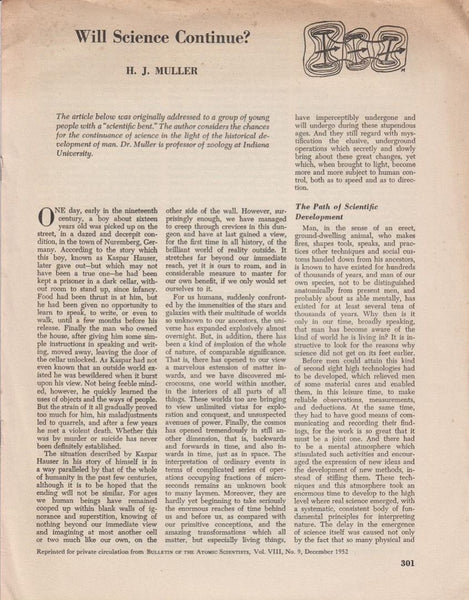 Will Science Continue?
H. J. MULLER
The article below was originally addressed to a group of young
people with a "scientific bent." The author considers the chances
for the continuance of science in the light of the historical de-
velopment of man. Dr. Muller is professor of zoology at Indiana
University.
ONE day, early in the nineteenth
century, a boy about sixteen
years old was picked up on the
street, in a dazed and decrepit con-
dition, in the town of Nuremberg, Ger-
many. According to the story which
this boy, known as Kaspar Hauser,
later gave out—but which may not
have been a true one—he had been
kept a prisoner in a dark cellar, with-
out room to stand up, since infancy.
Food had been thrust in at him, but
he had been given no opportunity to
learn to speak, to write, or even to
walk, until a few months before his
release. Finally the man who owned
the house, after giving him some sim-
ple instructions in speaking and writ-
ing, moved away, leaving the door of
the cellar unlocked. As Kaspar had not
even known that an outside world ex-
isted he was bewildered when it burst
upon his view. Not being feeble mind-
ed, however, he quickly learned the
uses of objects and the ways of people.
But the strain of it all gradually proved
too much for him, his maladjustments
led to quarrels, and after a few years
he met a violent death. Whether this
was by murder or suicide has never
been definitely established.
The situation described by Kaspar
Hauser in his story of himself is in
a way paralleled by that of the whole
of humanity in the past few centuries,
although it is to be hoped that the
ending will not be similar. For ages
we human beings have remained
cooped up within blank walls of ig-
norance and superstition, knowing of
nothing beyond our immediate view
and imagining at most another cell
or two much like our own, on the
other side of the wall. However, sur-
prisingly enough, we have managed
to creep through crevices in this dun-
geon and have at last gained a view,
for the first time in all history, of the
brilliant world of reality outside. It
stretches far beyond our immediate
reach, yet it is ours to roam, and in
considerable measure to master for
our own benefit, if we only would set
ourselves to it.
For us humans, suddenly confront-
ed by the immensities of the stars and
galaxies with their multitude of worlds
so unknown to our ancestors, the uni-
verse has expanded explosively almost
overnight. But, in addition, there has
been a kind of implosion of the whole
of nature, of comparable significance.
That is, there has opened to our view
a marvelous extension of matter in-
wards, and we have discovered mi-
crocosms, one world within another,
in the interiors of all parts of all
things. These worlds too are bringing
to view unlimited vistas for explo-
ration and conquest, and unsuspected
avenues of power. Finally, the cosmos
has opened tremendously in still an-
other dimension, that is, backwards
and forwards in time, and also in-
wards in time, just as in space. The
interpretation of ordinary events in
terms of complicated series of oper-
ations occupying fractions of micro-
seconds remains an unknown book
to many laymen. Moreover, they are
hardly yet beginning to take seriously
the enormous reaches of time behind
us and before us, as compared with
our primitive conceptions, and the
amazing transformations which all
matter, but especially living things,
have imperceptibly undergone and
will undergo during these stupendous
ages. And they still regard with mys-
tification the elusive, underground
operations which secretly and slowly
bring about these great changes, yet
which, when brought to light, become
more and more subject to human con-
trol, both as to speed and as to direc-
tion.
The Path of Scientific
Development
Man, in the sense of an erect,
ground-dwelling animal, who makes
fires, shapes tools, speaks, and prac-
tices other techniques and social cus-
toms handed down from his ancestors,
is known to have existed for hundreds
of thousands of years, and man of our
own species, not to be distinguished
anatomically from present men, and
probably about as able mentally, has
existed for at least several tens of
thousands of years. Why then is it
only in our time, broadly speaking,
that man has become aware of the
kind of world he is living in? It is in-
structive to look for the reasons why
science did not get on its feet earlier.
Before men could attain this kind
of second sight high technologies had
to be developed, which relieved men
of some material cares and enabled
them, in this leisure time, to make
reliable observations, measurements,
and deductions. At the same time,
they had to have good means of com-
municating and recording their find-
ings, for the work is so great that it
must be a joint one. And there had
to be a mental atmosphere which
stimulated such activities and encour-
aged the expression of new ideas and
the development of new methods, in-
stead of stifling them. These tech-
niques and this atmosphere took an
enormous time to develop to the high
level where real science emerged, with
a systematic, consistent body of fun-
damental principles for interpreting
nature. The delay in the emergence
of science itself was caused not only
by the fact that so many physical and
Reprinted for private circulation from BULLETIN OF THE ATOMIC SCIENTISTS, Vol. VIII, No. 9, December 1952
301